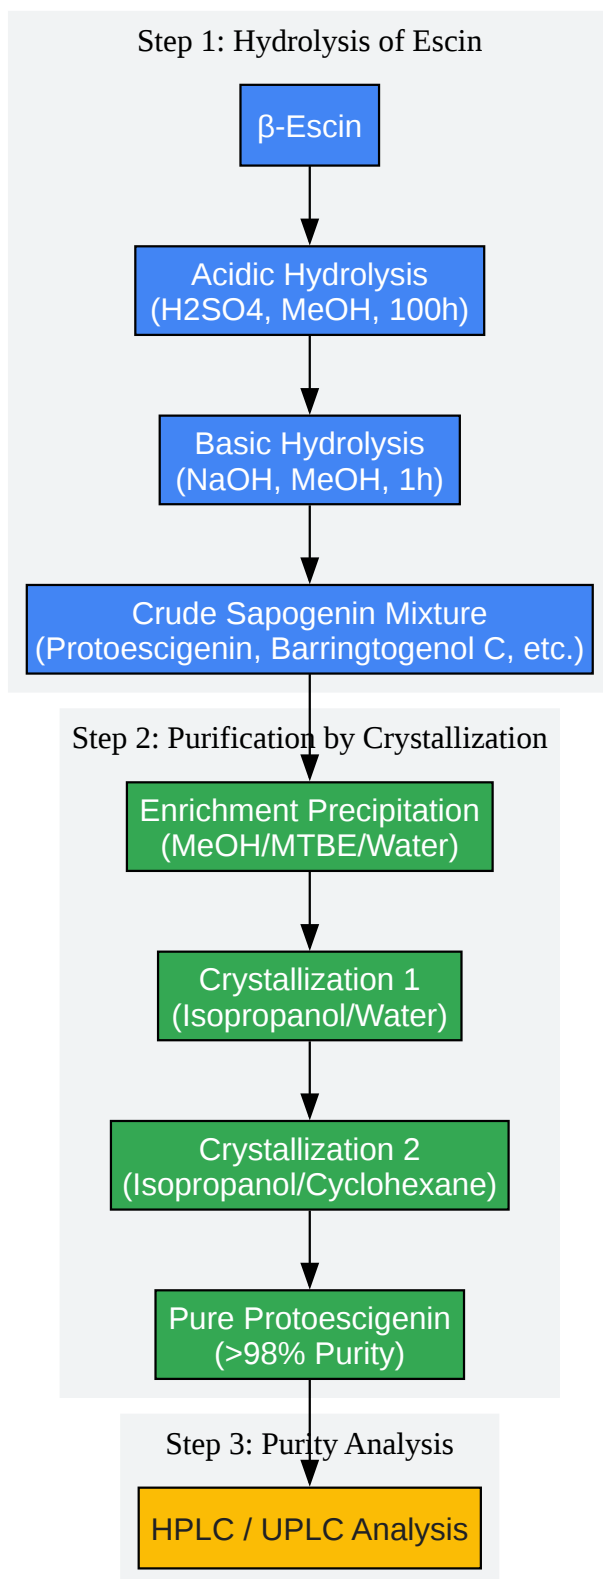 Step 1: Hydrolysis of Escin
β-Escin
Acidic Hydrolysis
(H2SO4, MeOH, 100h)
Basic Hydrolysis
(NaOH, MeOH, 1h)
Crude Sapogenin Mixture
(Protoescigenin, Barringtogenol C, etc.)
Step 2: Purification by Crystallization
Enrichment Precipitation
(MeOH/MTBE/Water)
Crystallization 1
(Isopropanol/Water)
Crystallization 2
(Isopropanol/Cyclohexane)
Pure Protoescigenin
(>98% Purity)
Step 3: Purity Analysis
HPLC / UPLC Analysis